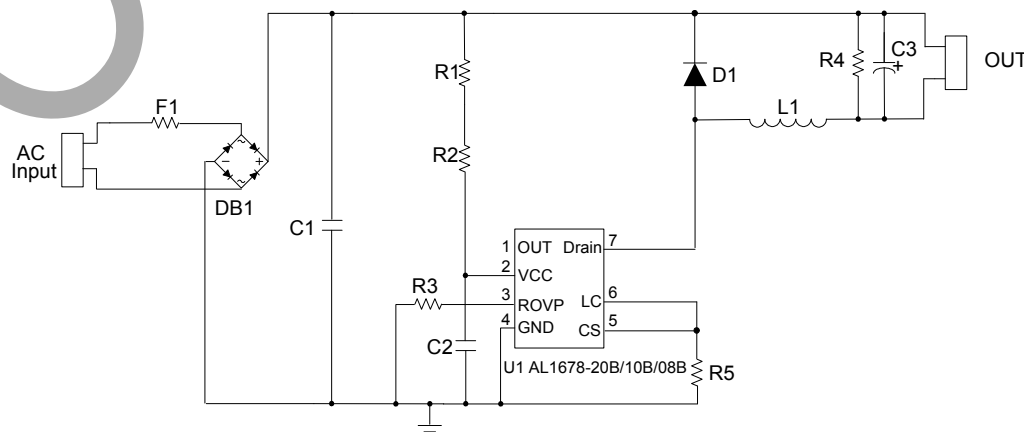 R1
D1
R4
C3
+
OUT
F1
L1
AC
Input
R2
~
- +
~
DB1
C1
1 OUT Drain 7
2 VCC
R3
3 ROVP LC 6
4 GND CS 5
C2
U1 AL1678-20B/10B/08B
R5